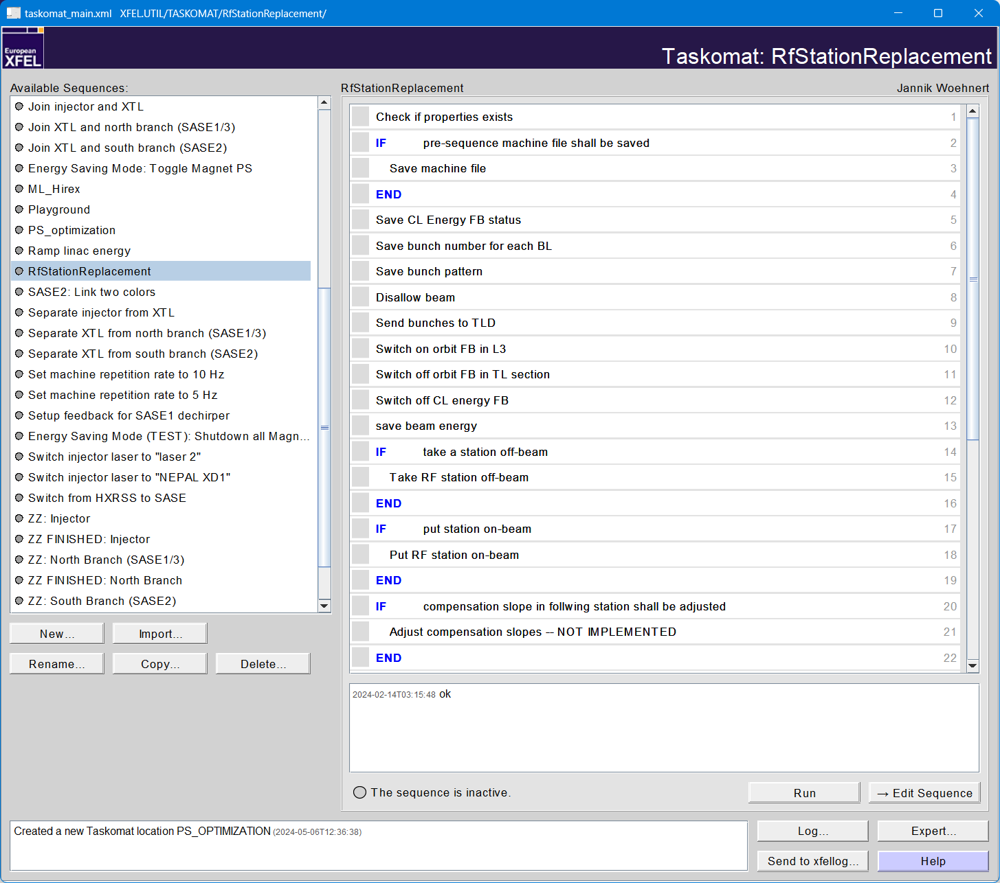 taskomat_main.xml   XFEL.UTIL/TASKOMAT/RfStationReplacement/
European
XFEL
Taskomat: RfStationReplacement
Available Sequences:
Join injector and XTL
Join XTL and north branch (SASE1/3)
Join XTL and south branch (SASE2)
Energy Saving Mode: Toggle Magnet PS
ML_Hirex
Playground
PS_optimization
Ramp linac energy
RfStationReplacement
SASE2: Link two colors
Separate injector from XTL
Separate XTL from north branch (SASE1/3)
Separate XTL from south branch (SASE2)
Set machine repetition rate to 10 Hz
Set machine repetition rate to 5 Hz
Setup feedback for SASE1 dechirper
Energy Saving Mode (TEST): Shutdown all Magn...
Switch injector laser to "laser 2"
Switch injector laser to "NEPAL XD1"
Switch from HXRSS to SASE
ZZ: Injector
ZZ FINISHED: Injector
ZZ: North Branch (SASE1/3)
ZZ FINISHED: North Branch
ZZ: South Branch (SASE2)
New...
Import...
Rename...
Copy...
Delete...
RfStationReplacement
Jannik Woehnert
Check if properties exists 1
IF pre-sequence machine file shall be saved 2
Save machine file 3
END 4
Save CL Energy FB status 5
Save bunch number for each BL 6
Save bunch pattern 7
Disallow beam 8
Send bunches to TLD 9
Switch on orbit FB in L3 10
Switch off orbit FB in TL section 11
Switch off CL energy FB 12
save beam energy 13
IF take a station off-beam 14
Take RF station off-beam 15
END 16
IF put station on-beam 17
Put RF station on-beam 18
END 19
IF compensation slope in follwing station shall be adjusted 20
Adjust compensation slopes -- NOT IMPLEMENTED 21
END 22
2024-02-14T03:15:48 ok
The sequence is inactive.
Run
→ Edit Sequence
Created a new Taskomat location PS_OPTIMIZATION (2024-05-06T12:36:38)
Log...
Expert...
Send to xfellog...
Help